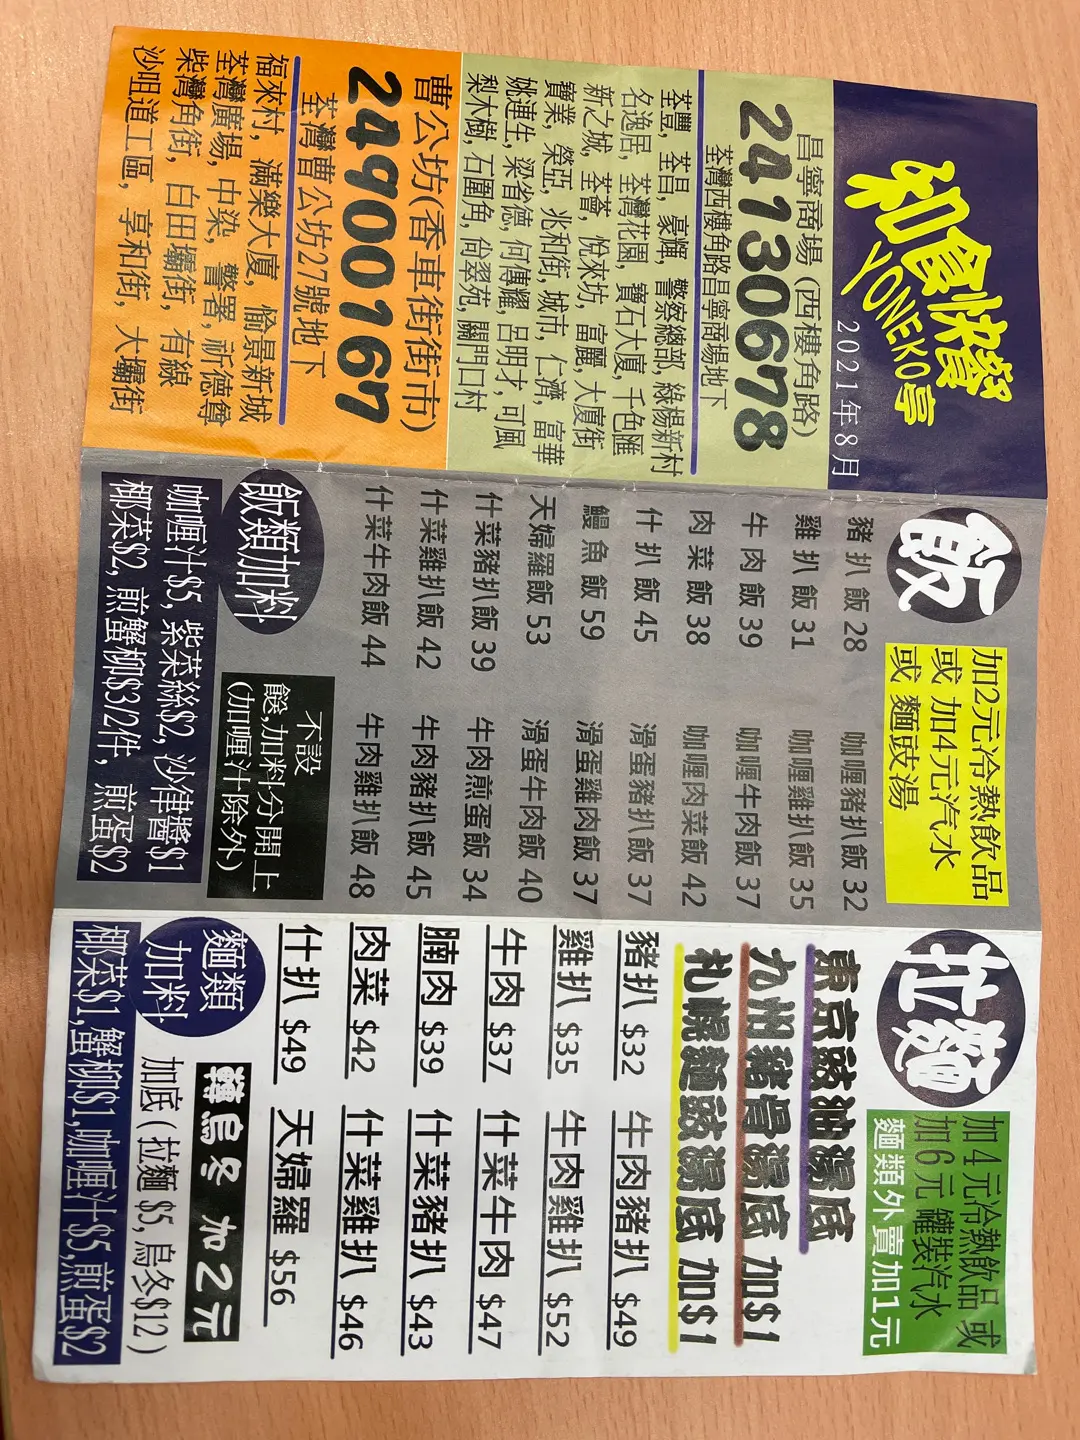 和食快餐
YONEKO亭
2021年8月
昌寧商場(西樓角路)
24130678
荃灣西樓角路昌寧商場地下
荃豐, 荃昌, 豪輝, 警察總部, 綠楊新村
名逸居, 荃灣花園, 寶石大廈, 千色匯
新之城, 荃薈, 悅來坊, 富麗, 大廈街
寶業, 榮亞, 兆和街, 城市, 仁濟, 富華
姚連生, 梁省德, 何傳耀, 呂明才, 可風
梨木樹, 石圍角, 尚翠苑, 關門口村
曹公坊(香車街街市)
24900167
荃灣曹公坊27號地下
福來村, 滿樂大廈, 愉景新城
荃灣廣場, 中染, 警署, 祈德尊
柴灣角街, 白田壩街, 有線
沙咀道工區, 享和街, 大壩街
飯
加2元冷熱飲品
或 加4元汽水
或 麵豉湯
豬扒飯 28
咖喱豬扒飯 32
雞扒飯 31
咖喱雞扒飯 35
牛肉飯 39
咖喱牛肉飯 37
肉菜飯 38
咖喱肉菜飯 42
什扒飯 45
滑蛋豬扒飯 37
鰻魚飯 59
滑蛋雞肉飯 37
天婦羅飯 53
滑蛋牛肉飯 40
什菜豬扒飯 39
牛肉煎蛋飯 34
什菜雞扒飯 42
牛肉豬扒飯 45
什菜牛肉飯 44
牛肉雞扒飯 48
飯類加料
不設
餸,加料分開上
(加喱汁除外)
咖喱汁$5, 紫菜絲$2, 沙律醬$1
椰菜$2, 煎蟹柳$3/2件, 煎蛋$2
拉麵
加4元冷熱飲品 或
加6元罐裝汽水
麵類外賣加1元
東京豉油湯底
九州豬骨湯底 加$1
札幌麵豉湯底 加$1
豬扒 $32
牛肉豬扒 $49
雞扒 $35
牛肉雞扒 $52
牛肉 $37
什菜牛肉 $47
腩肉 $39
什菜豬扒 $43
肉菜 $42
什菜雞扒 $46
什扒 $49
天婦羅 $56
麵類
加料
轉烏冬 加2元
加底(拉麵$5,烏冬$12)
椰菜$1,蟹柳$1,咖喱汁$5,煎蛋$2